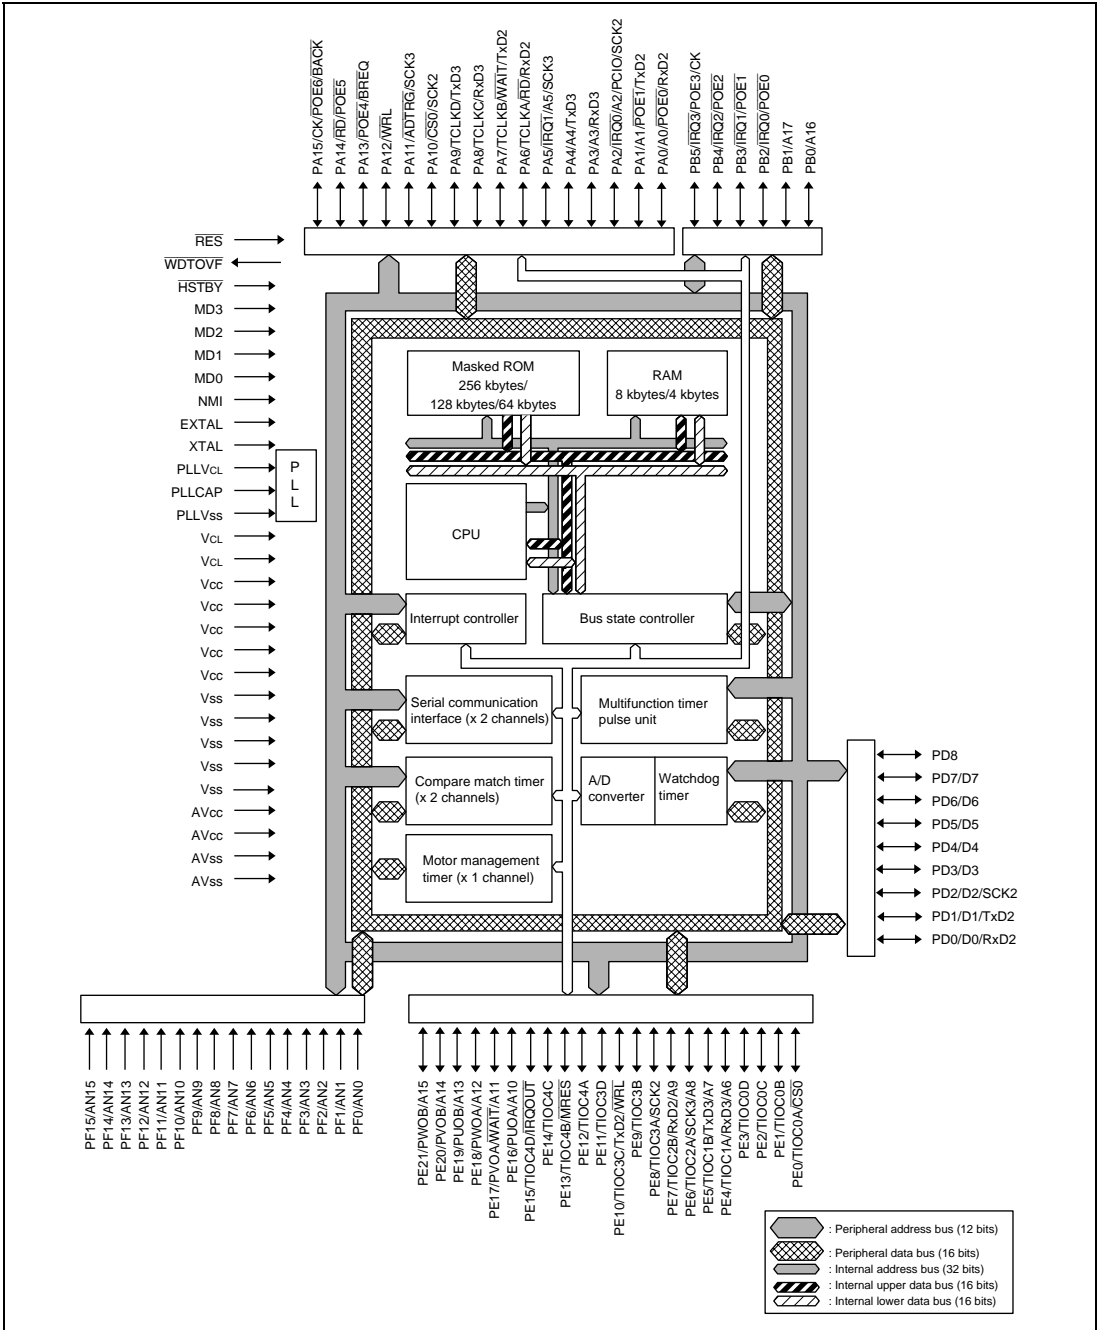 PA15/CK/POE6/BACK
PA14/RD/POE5
PA13/POE4/BREQ
PA12/WRL
PA11/ADTRG/SCK3
PA10/CS0/SCK2
PA9/TCLKD/TxD3
PA8/TCLKC/RxD3
PA7/TCLKB/WAIT/TxD2
PA6/TCLKA/RD/RxD2
PA5/IRQ1/A5/SCK3
PA4/A4/TxD3
PA3/A3/RxD3
PA2/IRQ0/A2/PCIO/SCK2
PA1/A1/POE1/TxD2
PA0/A0/POE0/RxD2
PB5/IRQ3/POE3/CK
PB4/IRQ2/POE2
PB3/IRQ1/POE1
PB2/IRQ0/POE0
PB1/A17
PB0/A16
RES
WDTOVF
HSTBY
MD3
MD2
MD1
MD0
NMI
EXTAL
XTAL
PLLVCL
PLLCAP
PLLVss
VCL
VCL
Vcc
Vcc
Vcc
Vcc
Vcc
Vss
Vss
Vss
Vss
Vss
AVcc
AVcc
AVss
AVss
P
L
L
Masked ROM
256 kbytes/
128 kbytes/64 kbytes
RAM
8 kbytes/4 kbytes
CPU
Interrupt controller
Bus state controller
Serial communication
interface (x 2 channels)
Multifunction timer
pulse unit
Compare match timer
(x 2 channels)
A/D
converter
Watchdog
timer
Motor management
timer (x 1 channel)
PD8
PD7/D7
PD6/D6
PD5/D5
PD4/D4
PD3/D3
PD2/D2/SCK2
PD1/D1/TxD2
PD0/D0/RxD2
PF15/AN15
PF14/AN14
PF13/AN13
PF12/AN12
PF11/AN11
PF10/AN10
PF9/AN9
PF8/AN8
PF7/AN7
PF6/AN6
PF5/AN5
PF4/AN4
PF3/AN3
PF2/AN2
PF1/AN1
PF0/AN0
PE21/PWOB/A15
PE20/PVOB/A14
PE19/PUOB/A13
PE18/PWOA/A12
PE17/PVOA/WAIT/A11
PE16/PUOA/A10
PE15/TIOC4D/IRQOUT
PE14/TIOC4C
PE13/TIOC4B/MRES
PE12/TIOC4A
PE11/TIOC3D
PE10/TIOC3C/TxD2/WRL
PE9/TIOC3B
PE8/TIOC3A/SCK2
PE7/TIOC2B/RxD2/A9
PE6/TIOC2A/SCK3/A8
PE5/TIOC1B/TxD3/A7
PE4/TIOC1A/RxD3/A6
PE3/TIOC0D
PE2/TIOC0C
PE1/TIOC0B
PE0/TIOC0A/CS0
: Peripheral address bus (12 bits)
: Peripheral data bus (16 bits)
: Internal address bus (32 bits)
: Internal upper data bus (16 bits)
: Internal lower data bus (16 bits)